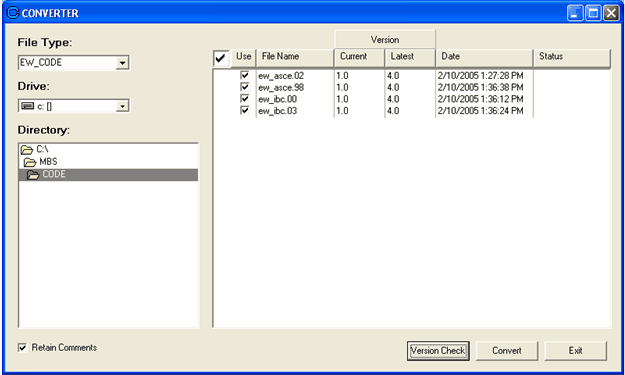 CONVERTER
File Type:
EW_CODE
Drive:
c: []
Directory:
C:\
MBS
CODE
Version
Use File Name Current Latest Date Status
ew_asce.02 1.0 4.0 2/10/2005 1:27:28 PM
ew_asce.98 1.0 4.0 2/10/2005 1:36:38 PM
ew_ibc.00 1.0 4.0 2/10/2005 1:36:12 PM
ew_ibc.03 1.0 4.0 2/10/2005 1:36:24 PM
Retain Comments
Version Check Convert Exit